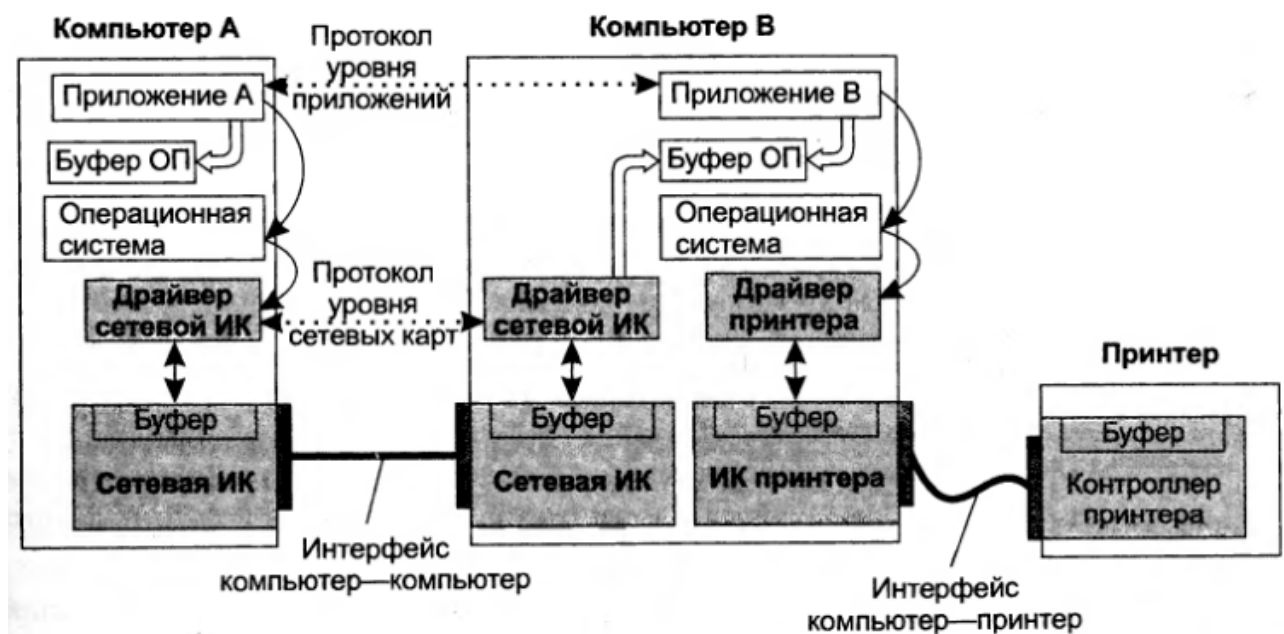 Компьютер А
Протокол
уровня
приложений
Компьютер В
Приложение А
Приложение В
Буфер ОП
Буфер ОП
Операционная
система
Операционная
система
Протокол
уровня
сетевых карт
Драйвер
сетевой ИК
Драйвер
сетевой ИК
Драйвер
принтера
Принтер
Буфер
Сетевая ИК
Буфер
Сетевая ИК
Буфер
ИК принтера
Буфер
Контроллер
принтера
Интерфейс
компьютер—компьютер
Интерфейс
компьютер—принтер